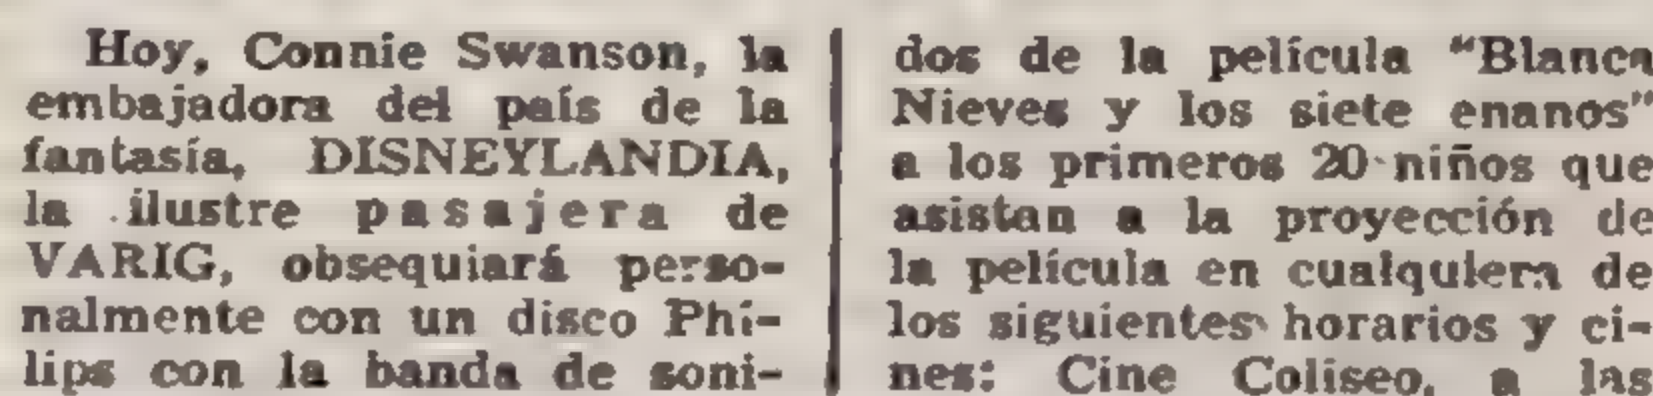 Hoy, Connie Swanson, la
embajadora del país de la
fantasía, DISNEYLANDIA,
la ilustre pasajera de
VARIG, obsequiará perso-
nalmente con un disco Phi-
lips con la banda de soni-
dos de la película "Blanca
Nieves y los siete enanos"
a los primeros 20 niños que
asistan a la proyección de
la película en cualquiera de
los siguientes horarios y ci-
nes: Cine Coliseo, a las